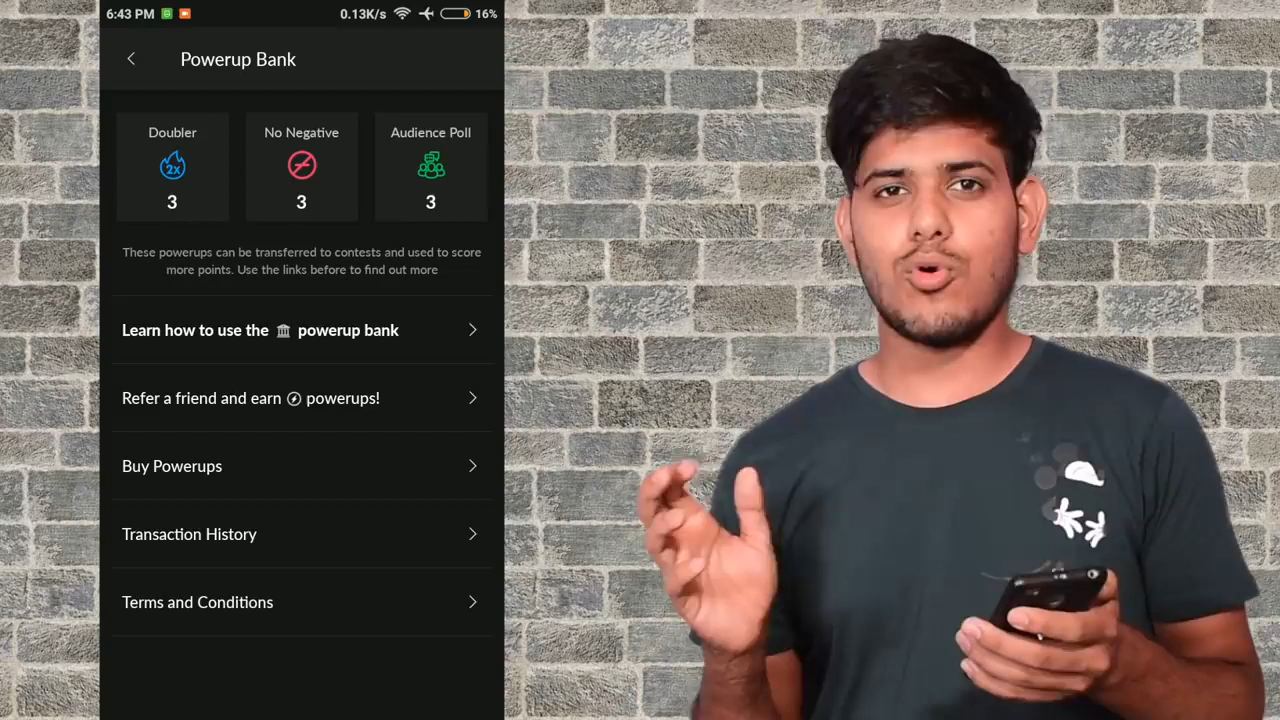 6:43 PM 0.13K/s 16%
Powerup Bank
Doubler No Negative Audience Poll
2x
3 3 3
These powerups can be transferred to contests and used to score
more points. Use the links before to find out more
Learn how to use the powerup bank
Refer a friend and earn powerups!
Buy Powerups
Transaction History
Terms and Conditions